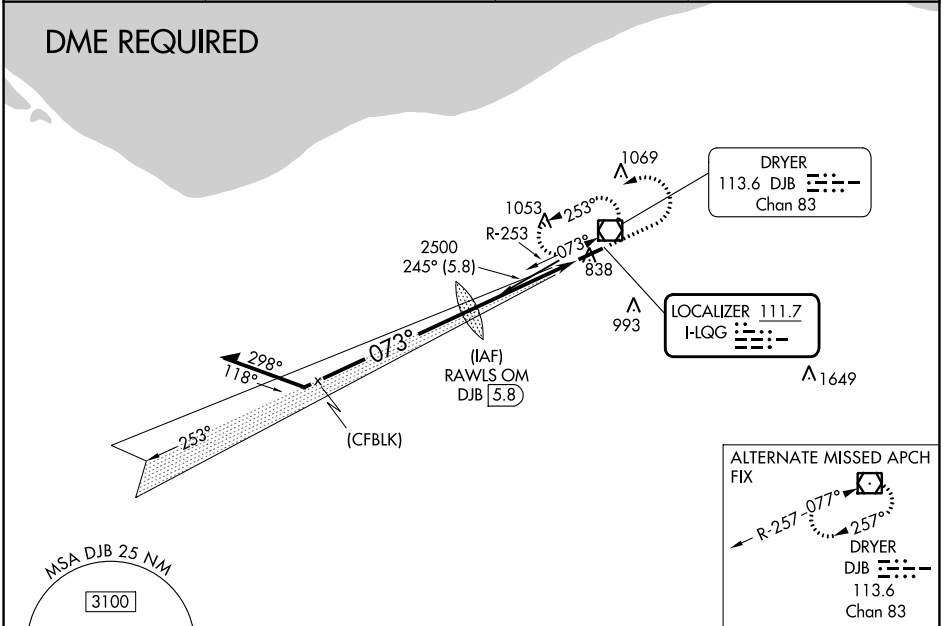 DME REQUIRED
1069
DRYER
113.6 DJB
Chan 83
1053
253°
R-253
073°
2500
245° (5.8)
838
993
LOCALIZER 111.7
I-LQG
073°
(IAF)
RAWLS OM
DJB 5.8
1649
298°
118°
(CFBLK)
253°
ALTERNATE MISSED APCH
FIX
R-257
077°
257°
DRYER
DJB
113.6
Chan 83
MSA DJB 25 NM
3100